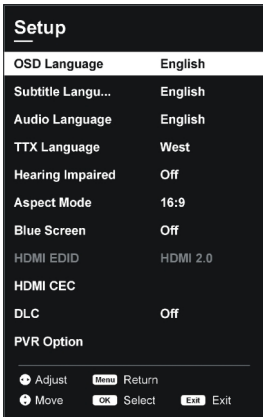 Setup
OSD Language English
Subtitle Langu... English
Audio Language English
TTX Language West
Hearing Impaired Off
Aspect Mode 16:9
Blue Screen Off
HDMI EDID HDMI 2.0
HDMI CEC
DLC Off
PVR Option
Adjust Menu Return
Move OK Select Exit Exit